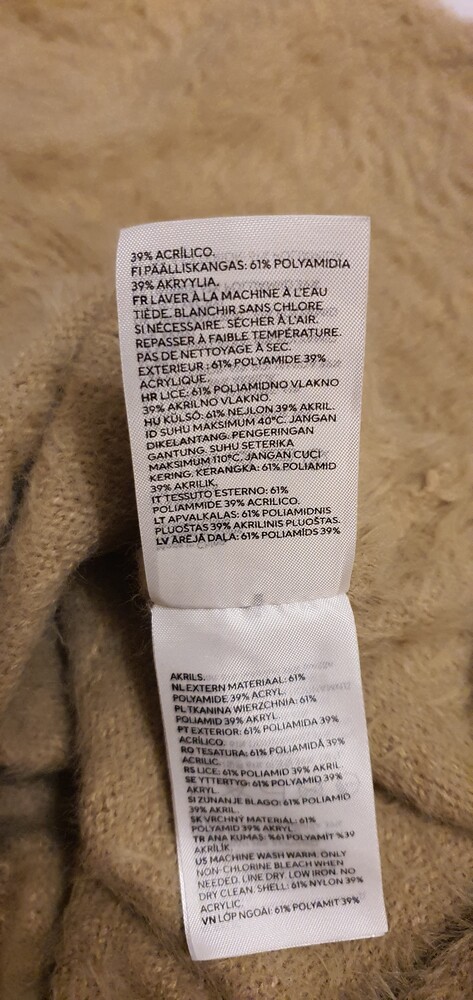 39% ACRÍLICO.
FI PÄÄLLISKANGAS: 61% POLYAMIDIA
39% AKRYYLIA.
FR LAVER À LA MACHINE À L'EAU
TIÈDE. BLANCHIR SANS CHLORE
SI NÉCESSAIRE. SÉCHER À L'AIR.
REPASSER À FAIBLE TEMPÉRATURE.
PAS DE NETTOYAGE À SEC.
EXTERIEUR: 61% POLYAMIDE 39%
ACRYLIQUE.
HR LICE: 61% POLIAMIDNO VLAKNO
39% AKRILNO VLAKNO.
HU KÜLSŐ: 61% NEJLON 39% AKRIL.
ID SUHU MAKSIMUM 40°C. JANGAN
DIKELANTANG. PENGERINGAN
GANTUNG. SUHU SETERIKA
MAKSIMUM 110°C. JANGAN CUCI
KERING. KERANGKA: 61% POLIAMID
39% AKRILIK.
IT TESSUTO ESTERNO: 61%
POLIAMMIDE 39% ACRILICO.
LT APVALKALAS: 61% POLIAMIDNIS
PLUOŠTAS 39% AKRILINIS PLUOŠTAS.
LV ĀRĒJĀ DAĻA: 61% POLIAMĪDS 39%
AKRILS.
NL EXTERN MATERIAAL: 61%
POLYAMIDE 39% ACRYL.
PL TKANINA WIERZCHNIA: 61%
POLIAMID 39% AKRYL.
PT EXTERIOR: 61% POLIAMIDA 39%
ACRÍLICO.
RO TESATURA: 61% POLIAMIDĂ 39%
ACRILIC.
RS LICE: 61% POLIAMID 39% AKRIL.
SE YTTERTYG: 61% POLYAMID 39%
AKRYL.
SI ZUNANJE BLAGO: 61% POLIAMID
39% AKRIL.
SK VRCHNÝ MATERIÁL: 61%
POLYAMID 39% AKRYL
TR ANA KUMAŞ: %61 POLYAMİT %39
AKRİLİK.
US MACHINE WASH WARM. ONLY
NON-CHLORINE BLEACH WHEN
NEEDED. LINE DRY. LOW IRON. NO
DRY CLEAN. SHELL: 61% NYLON 39%
ACRYLIC.
VN LỚP NGOÀI: 61% POLYAMIT 39%